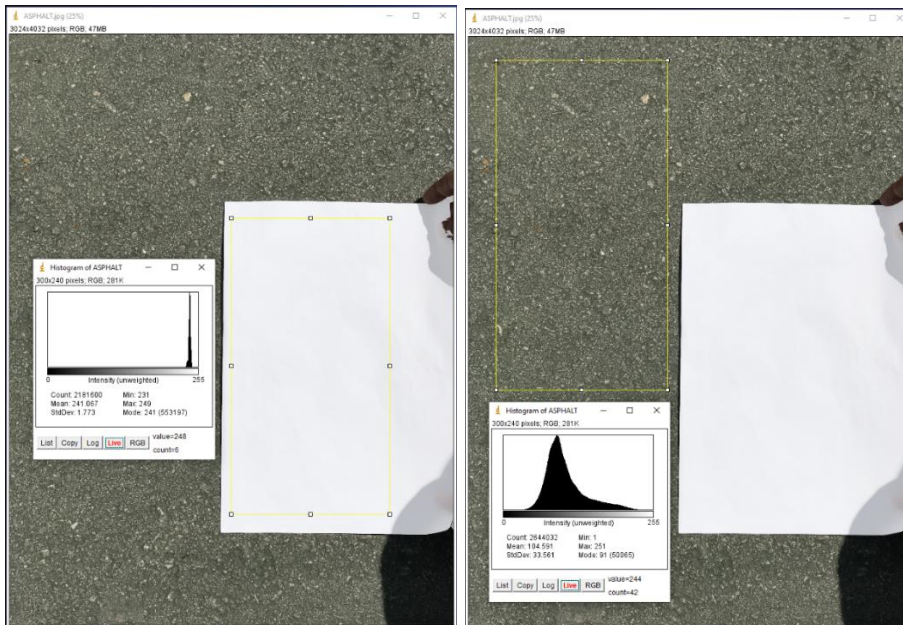 ASPHALT.jpg (25%)
3024x4032 pixels; RGB; 47MB
Histogram of ASPHALT
300x240 pixels; RGB; 281K
0 255
Intensity (unweighted)
Count: 2181600 Min: 231
Mean: 241.067 Max: 249
StdDev: 1.773 Mode: 241 (553197)
List Copy Log Live RGB value=248
count=6
ASPHALT.jpg (25%)
3024x4032 pixels; RGB; 47MB
Histogram of ASPHALT
300x240 pixels; RGB; 281K
0 255
Intensity (unweighted)
Count: 2644032 Min: 1
Mean: 104.591 Max: 251
StdDev: 33.561 Mode: 91 (50065)
List Copy Log Live RGB value=244
count=42